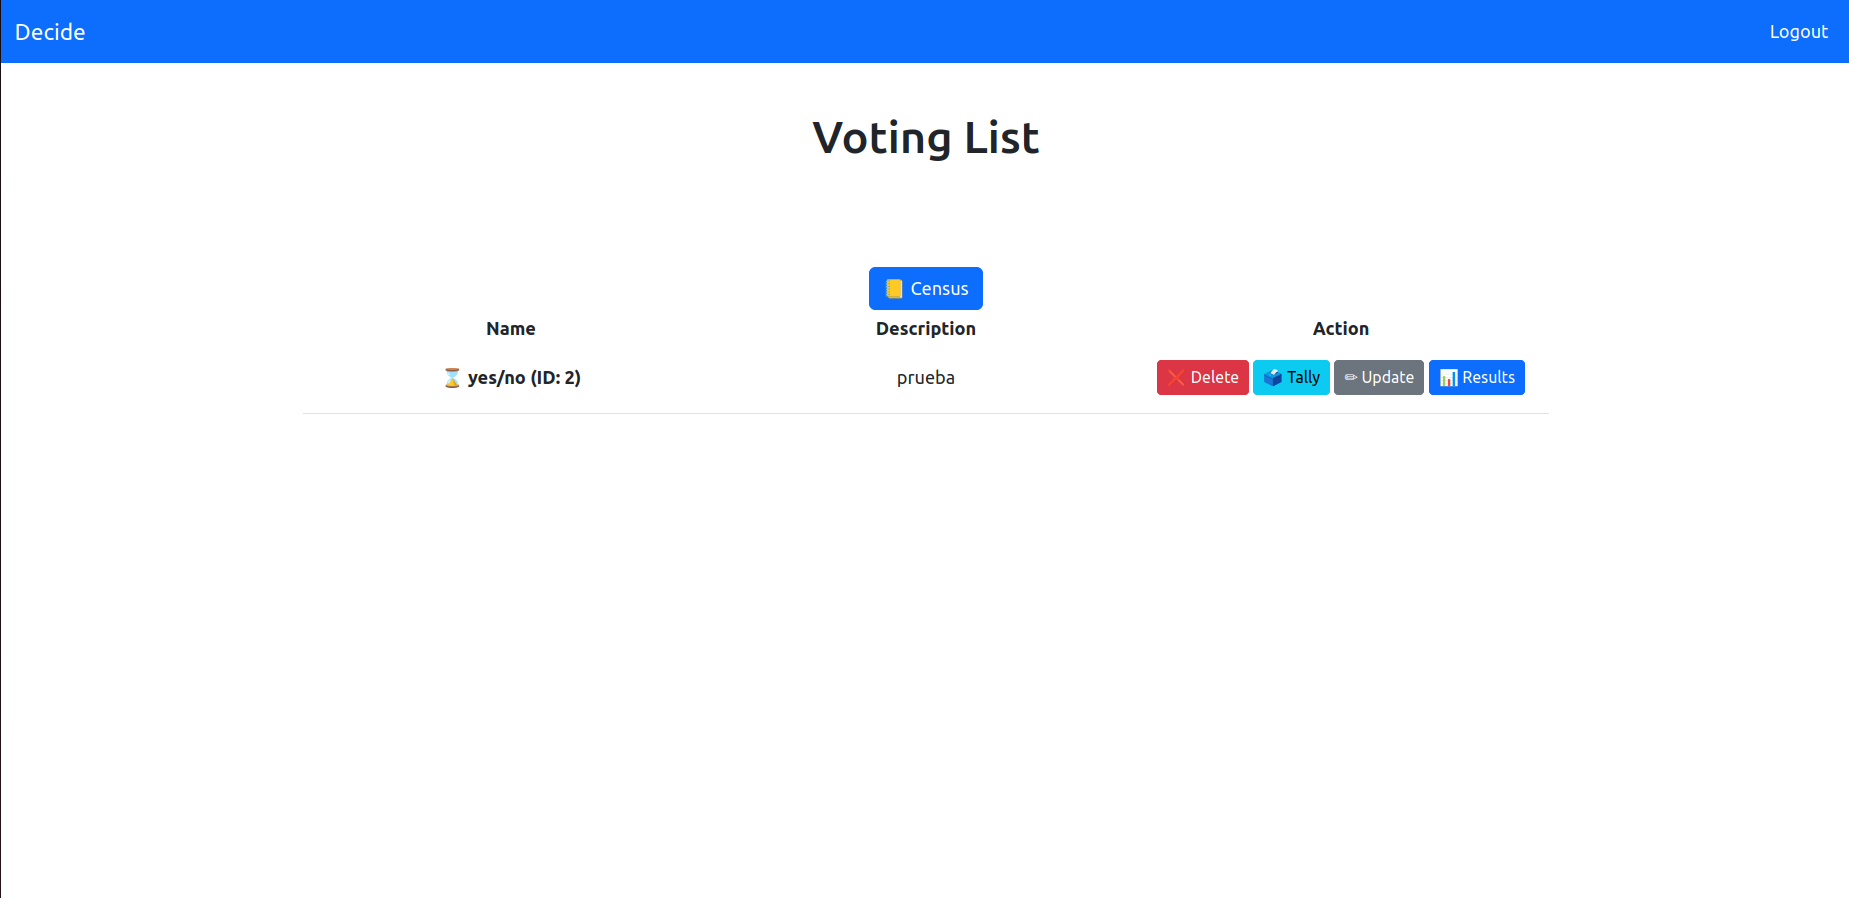 Decide Logout
Voting List
📒 Census
Name Description Action
⌛ yes/no (ID: 2) prueba ❌ Delete 🗳 Tally ✏ Update 📊 Results